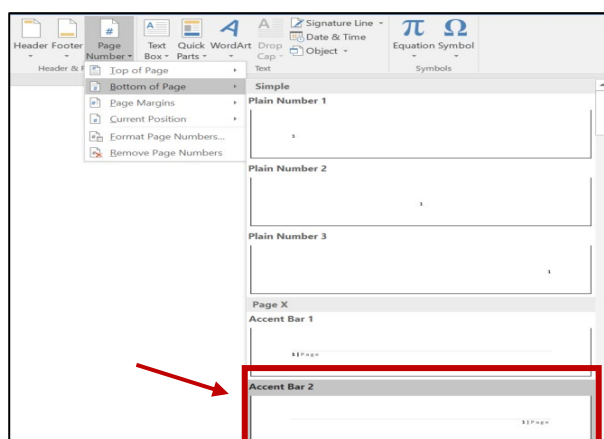 Header Footer Page Number
Text Box Quick Parts WordArt Drop Cap
Signature Line
Date & Time
Object
Equation Symbol
Header & F
Text
Symbols
Top of Page
Bottom of Page
Page Margins
Current Position
Format Page Numbers...
Remove Page Numbers
Simple
Plain Number 1
1
Plain Number 2
1
Plain Number 3
1
Page X
Accent Bar 1
1 | Page
Accent Bar 2
1 | Page